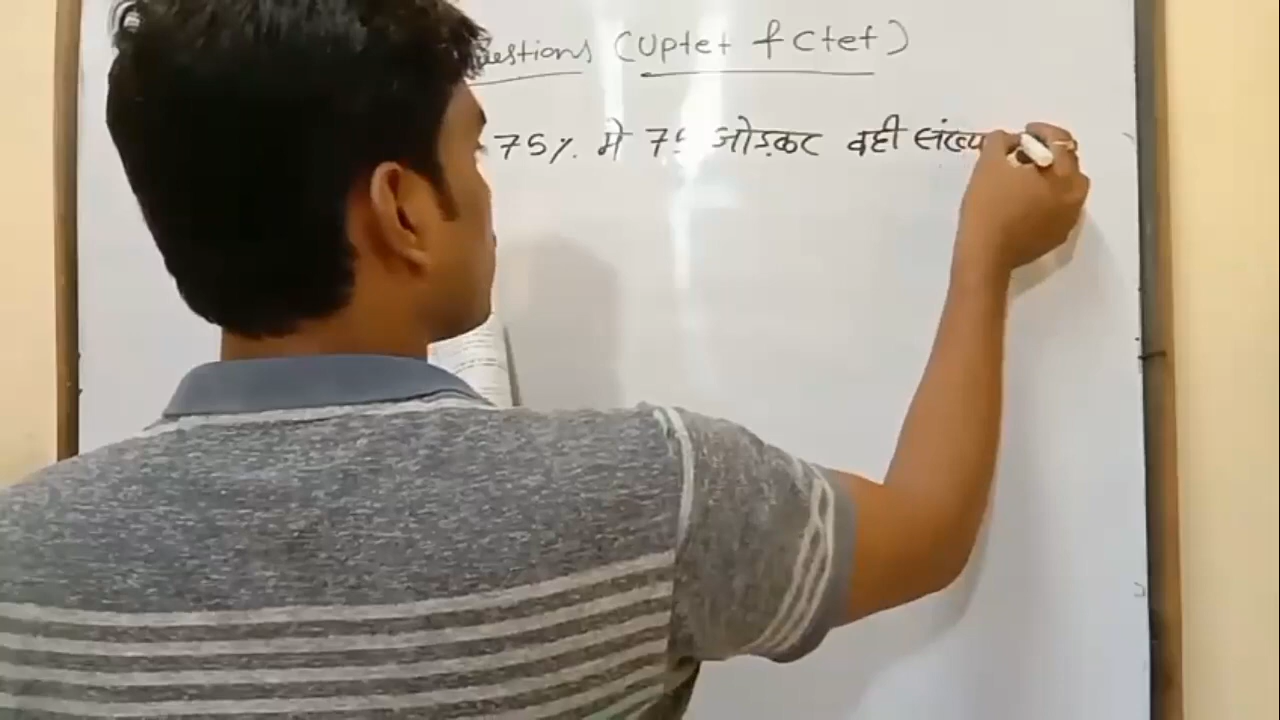 Questions (Uptet f Ctet)
75% मे 75 जोड़कर वही संख्या